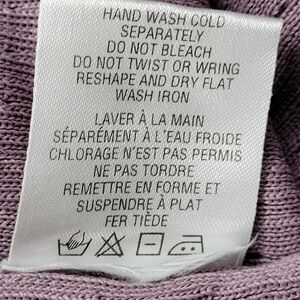 HAND WASH COLD
SEPARATELY
DO NOT BLEACH
DO NOT TWIST OR WRING
RESHAPE AND DRY FLAT
WASH IRON
LAVER À LA MAIN
SÉPARÉMENT À L'EAU FROIDE
CHLORAGE N'EST PAS PERMIS
NE PAS TORDRE
REMETTRE EN FORME ET
SUSPENDRE À PLAT
FER TIÈDE